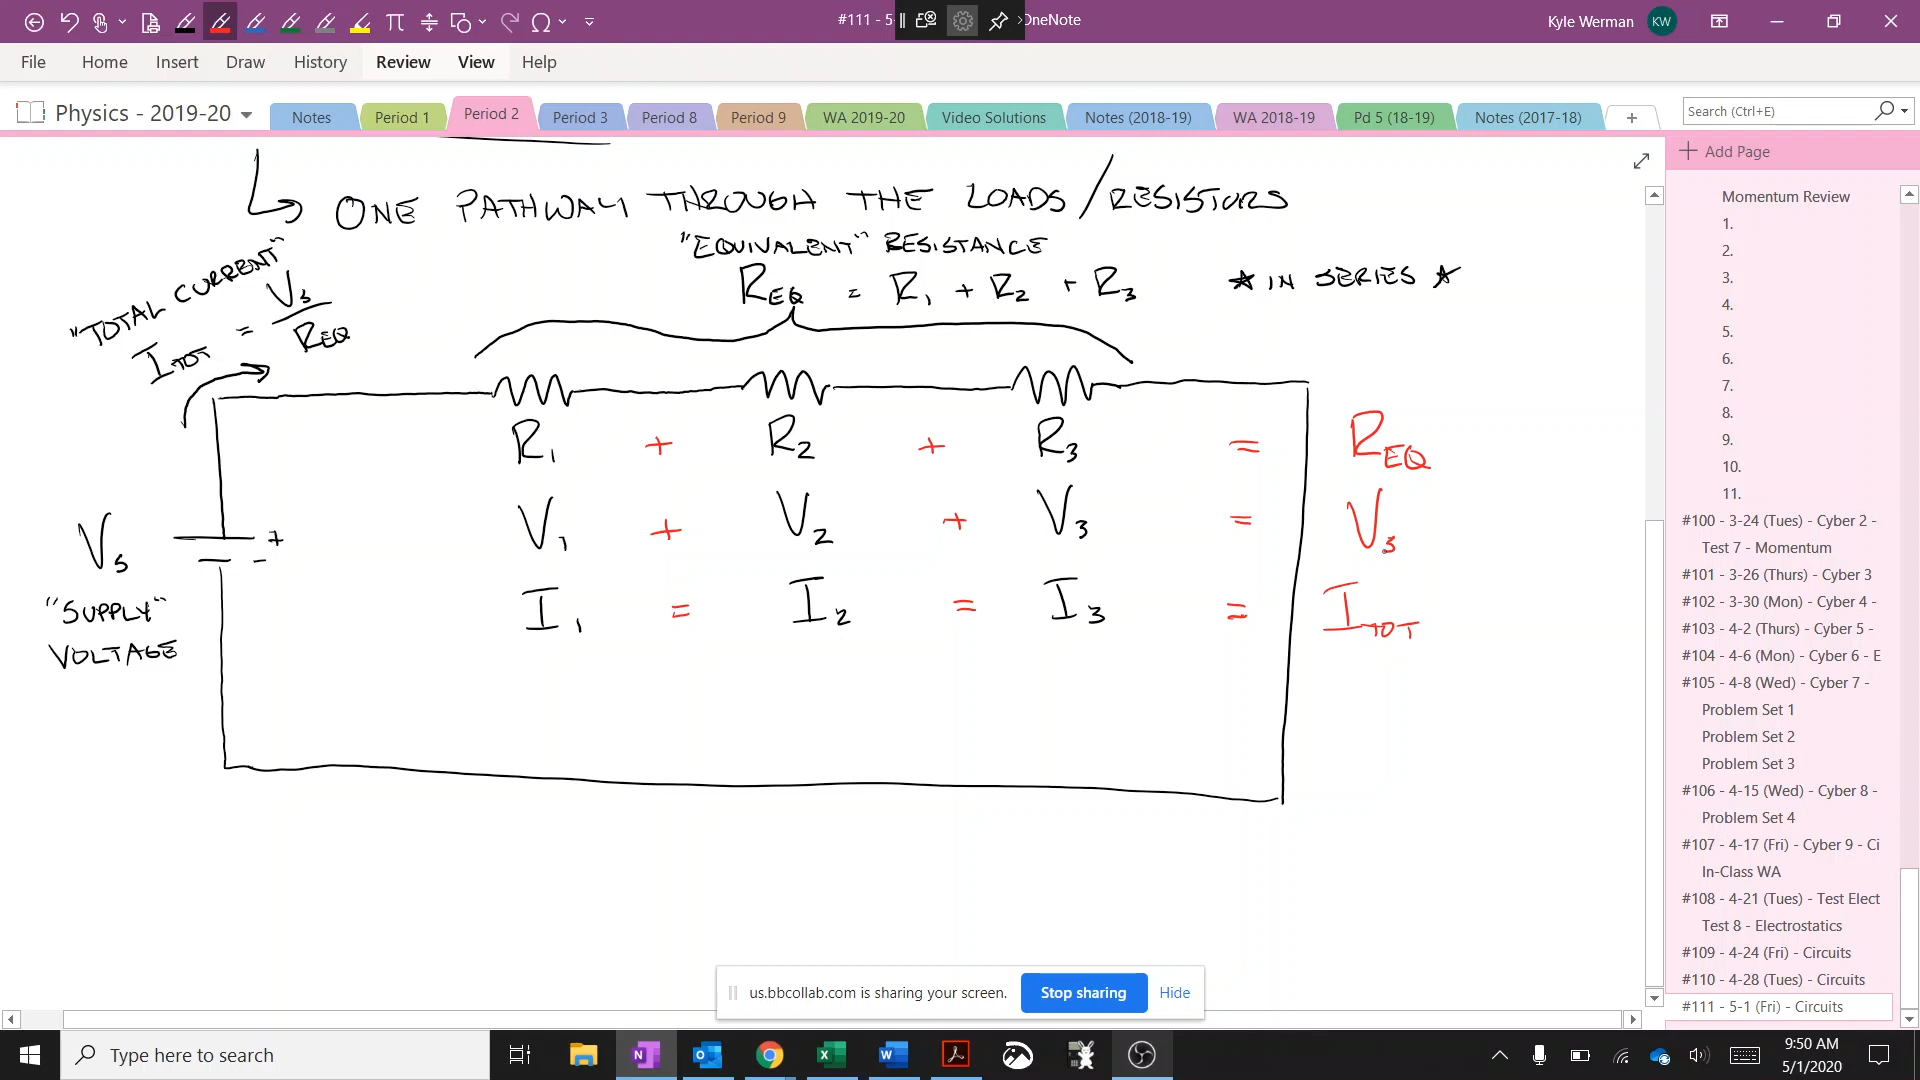 #111 - 5-
OneNote
Kyle Werman
KW
File
Home
Insert
Draw
History
Review
View
Help
Physics - 2019-20
Notes
Period 1
Period 2
Period 3
Period 8
Period 9
WA 2019-20
Video Solutions
Notes (2018-19)
WA 2018-19
Pd 5 (18-19)
Notes (2017-18)
+
Search (Ctrl+E)
Add Page
ONE PATHWAY THROUGH THE LOADS/RESISTORS
"EQUIVALENT" RESISTANCE
REQ = R1 + R2 + R3
★ IN SERIES ★
"TOTAL CURRENT"
ITOT = VS / REQ
R1 + R2 + R3 = REQ
V1 + V2 + V3 = VS
I1 = I2 = I3 = ITOT
VS
+
-
"SUPPLY"
VOLTAGE
Momentum Review
1.
2.
3.
4.
5.
6.
7.
8.
9.
10.
11.
#100 - 3-24 (Tues) - Cyber 2 -
Test 7 - Momentum
#101 - 3-26 (Thurs) - Cyber 3
#102 - 3-30 (Mon) - Cyber 4 -
#103 - 4-2 (Thurs) - Cyber 5 -
#104 - 4-6 (Mon) - Cyber 6 - E
#105 - 4-8 (Wed) - Cyber 7 -
Problem Set 1
Problem Set 2
Problem Set 3
#106 - 4-15 (Wed) - Cyber 8 -
Problem Set 4
#107 - 4-17 (Fri) - Cyber 9 - Ci
In-Class WA
#108 - 4-21 (Tues) - Test Elect
Test 8 - Electrostatics
#109 - 4-24 (Fri) - Circuits
#110 - 4-28 (Tues) - Circuits
#111 - 5-1 (Fri) - Circuits
us.bbcollab.com is sharing your screen.
Stop sharing
Hide
Type here to search
9:50 AM
5/1/2020